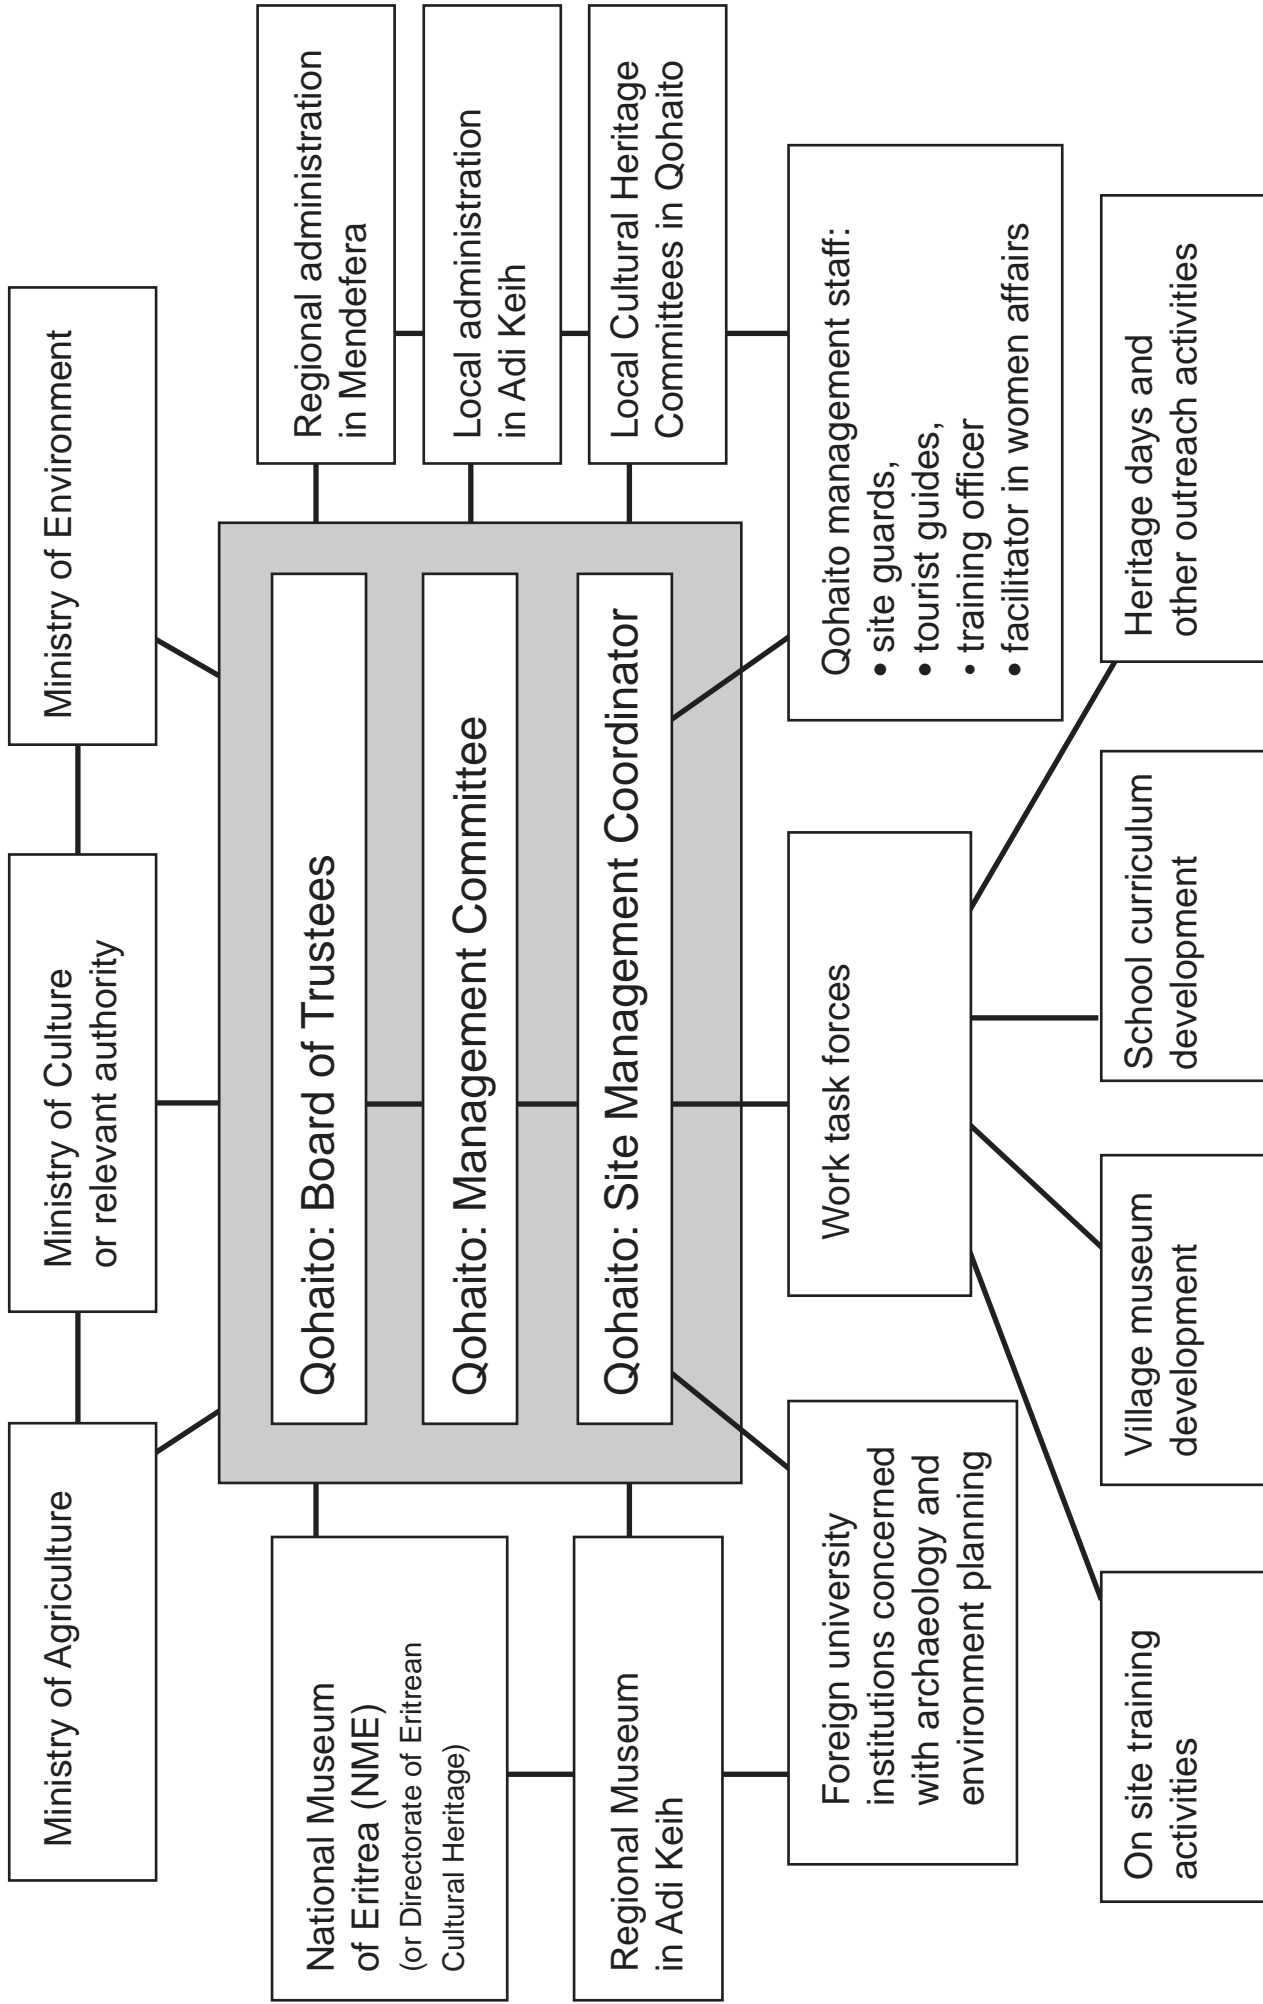 Ministry of Agriculture
Ministry of Culture
or relevant authority
Ministry of Environment
National Museum
of Eritrea (NME)
(or Directorate of Eritrean
Cultural Heritage)
Regional Museum
in Adi Keih
Qohaito: Board of Trustees
Qohaito: Management Committee
Qohaito: Site Management Coordinator
Regional administration
in Mendefera
Local administration
in Adi Keih
Local Cultural Heritage
Committees in Qohaito
Foreign university
institutions concerned
with archaeology and
environment planning
Work task forces
Qohaito management staff:
• site guards,
• tourist guides,
• training officer
• facilitator in women affairs
On site training
activities
Village museum
development
School curriculum
development
Heritage days and
other outreach activities